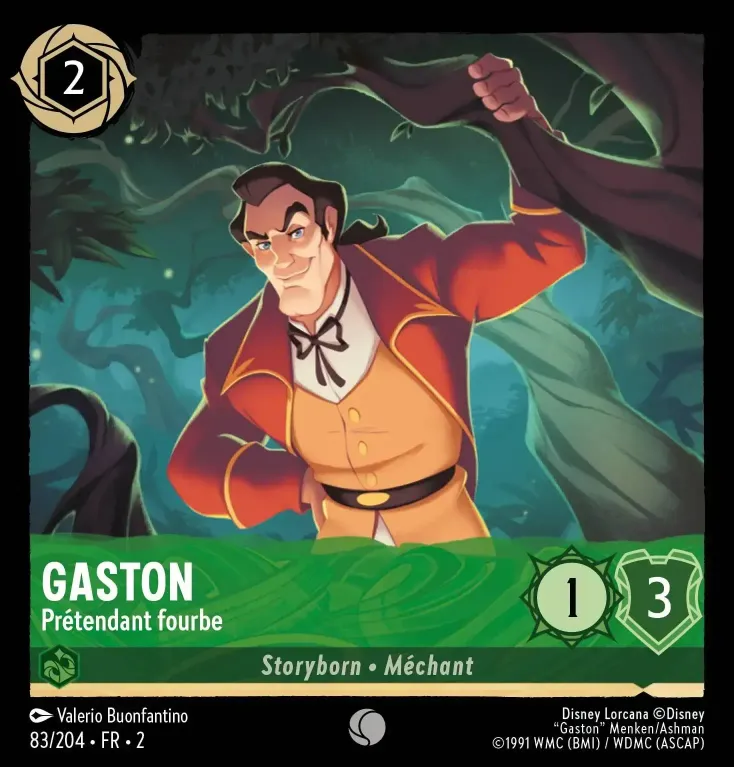 2
GASTON
Prétendant fourbe
1
3
Storyborn • Méchant
Valerio Buonfantino
83/204 • FR • 2
Disney Lorcana ©Disney
“Gaston” Menken/Ashman
©1991 WMC (BMI) / WDMC (ASCAP)